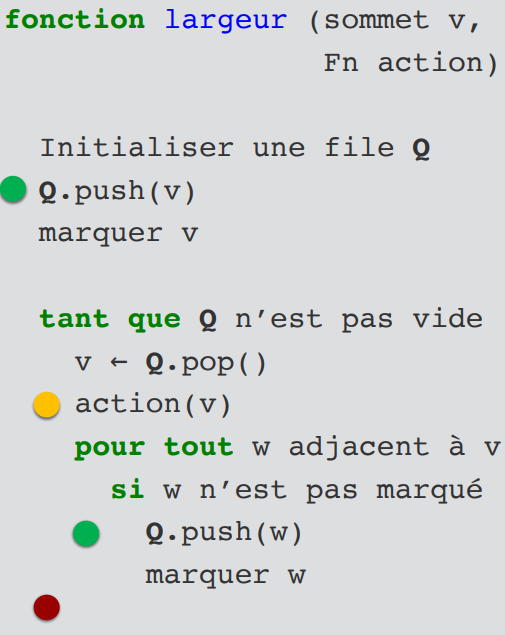 fonction largeur (sommet v,
Fn action)
Initialiser une file Q
Q.push(v)
marquer v
tant que Q n’est pas vide
v ← Q.pop()
action(v)
pour tout w adjacent à v
si w n’est pas marqué
Q.push(w)
marquer w